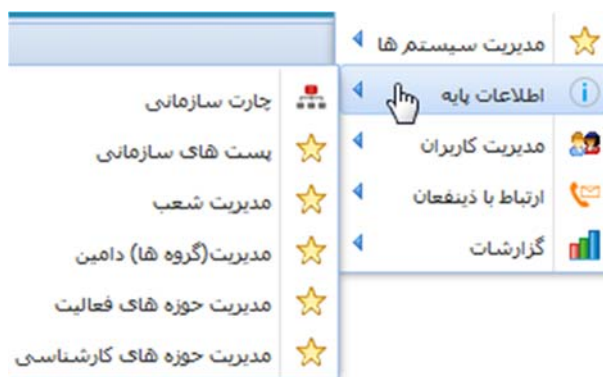 مدیریت سیستم ها
اطلاعات پایه
مدیریت کاربران
ارتباط با ذینفعان
گزارشات
چارت سازمانی
پست های سازمانی
مدیریت شعب
مدیریت(گروه ها) دامین
مدیریت حوزه های فعالیت
مدیریت حوزه های کارشناسی